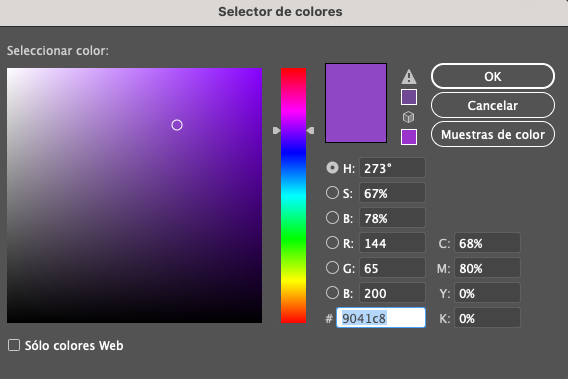 Selector de colores
Seleccionar color:
OK
Cancelar
Muestras de color
H: 273°
S: 67%
B: 78%
R: 144
G: 65
B: 200
# 9041c8
C: 68%
M: 80%
Y: 0%
K: 0%
Sólo colores Web